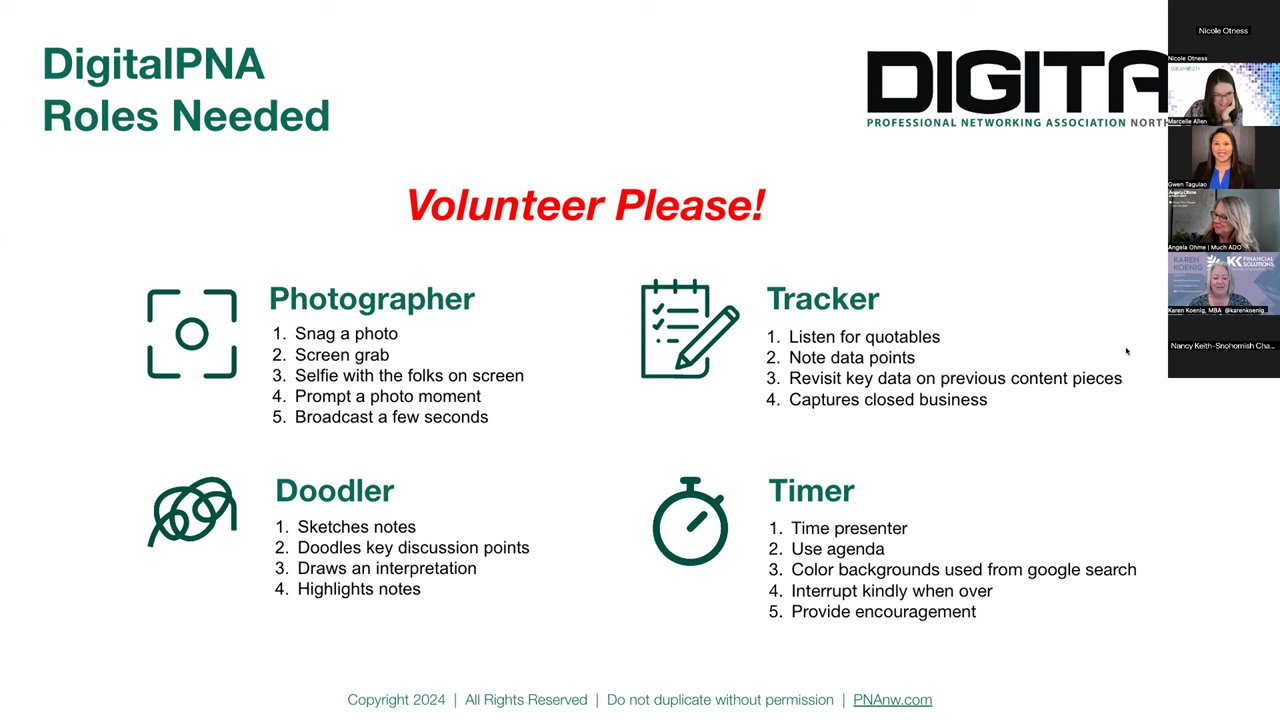 DigitalPNA
Roles Needed
DIGITA
PROFESSIONAL NETWORKING ASSOCIATION NORTH
Volunteer Please!
Photographer
1. Snag a photo
2. Screen grab
3. Selfie with the folks on screen
4. Prompt a photo moment
5. Broadcast a few seconds
Tracker
1. Listen for quotables
2. Note data points
3. Revisit key data on previous content pieces
4. Captures closed business
Doodler
1. Sketches notes
2. Doodles key discussion points
3. Draws an interpretation
4. Highlights notes
Timer
1. Time presenter
2. Use agenda
3. Color backgrounds used from google search
4. Interrupt kindly when over
5. Provide encouragement
Copyright 2024 | All Rights Reserved | Do not duplicate without permission | PNAnw.com
Nicole Otness
Nicole Otness
Marcelle Allen
Gwen Tagulao
Angela Ohme
Angela Ohme | Much ADO
KAREN
KOENIG
KK FINANCIAL
SOLUTIONS
Karen Koenig, MBA @karenkoenig...
Nancy Keith-Snohomish Cha...